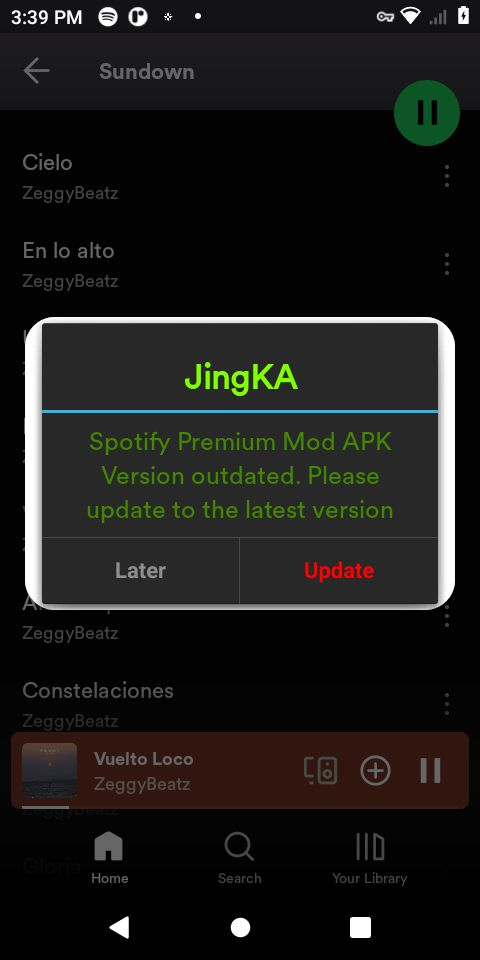 3:39 PM
Sundown
Cielo
ZeggyBeatz
En lo alto
ZeggyBeatz
JingKA
Spotify Premium Mod APK
Version outdated. Please
update to the latest version
Later
Update
ZeggyBeatz
Constelaciones
ZeggyBeatz
Vuelto Loco
ZeggyBeatz
Gloria
Home
Search
Your Library